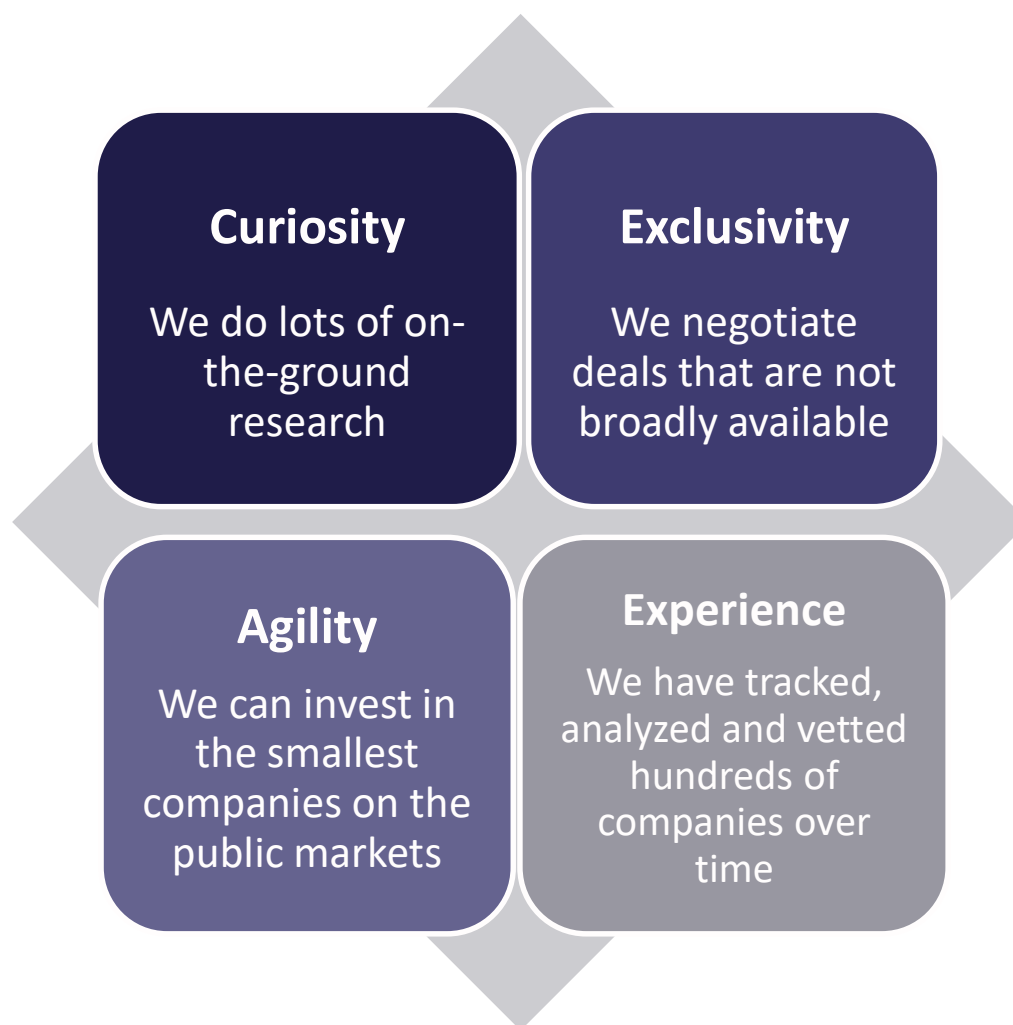 Curiosity
We do lots of on-
the-ground
research
Exclusivity
We negotiate
deals that are not
broadly available
Agility
We can invest in
the smallest
companies on the
public markets
Experience
We have tracked,
analyzed and vetted
hundreds of
companies over
time